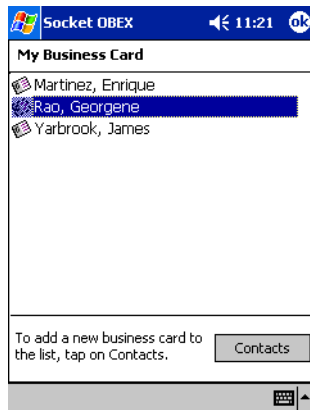 Socket OBEX 11:21 ok
My Business Card
Martinez, Enrique
Rao, Georgene
Yarbrook, James
To add a new business card to
the list, tap on Contacts.
Contacts